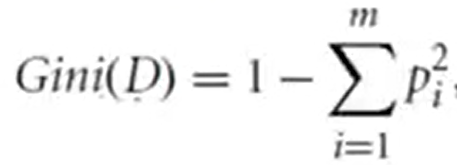 Gini(D) = 1 − ∑_{i=1}^{m} p_i^2,